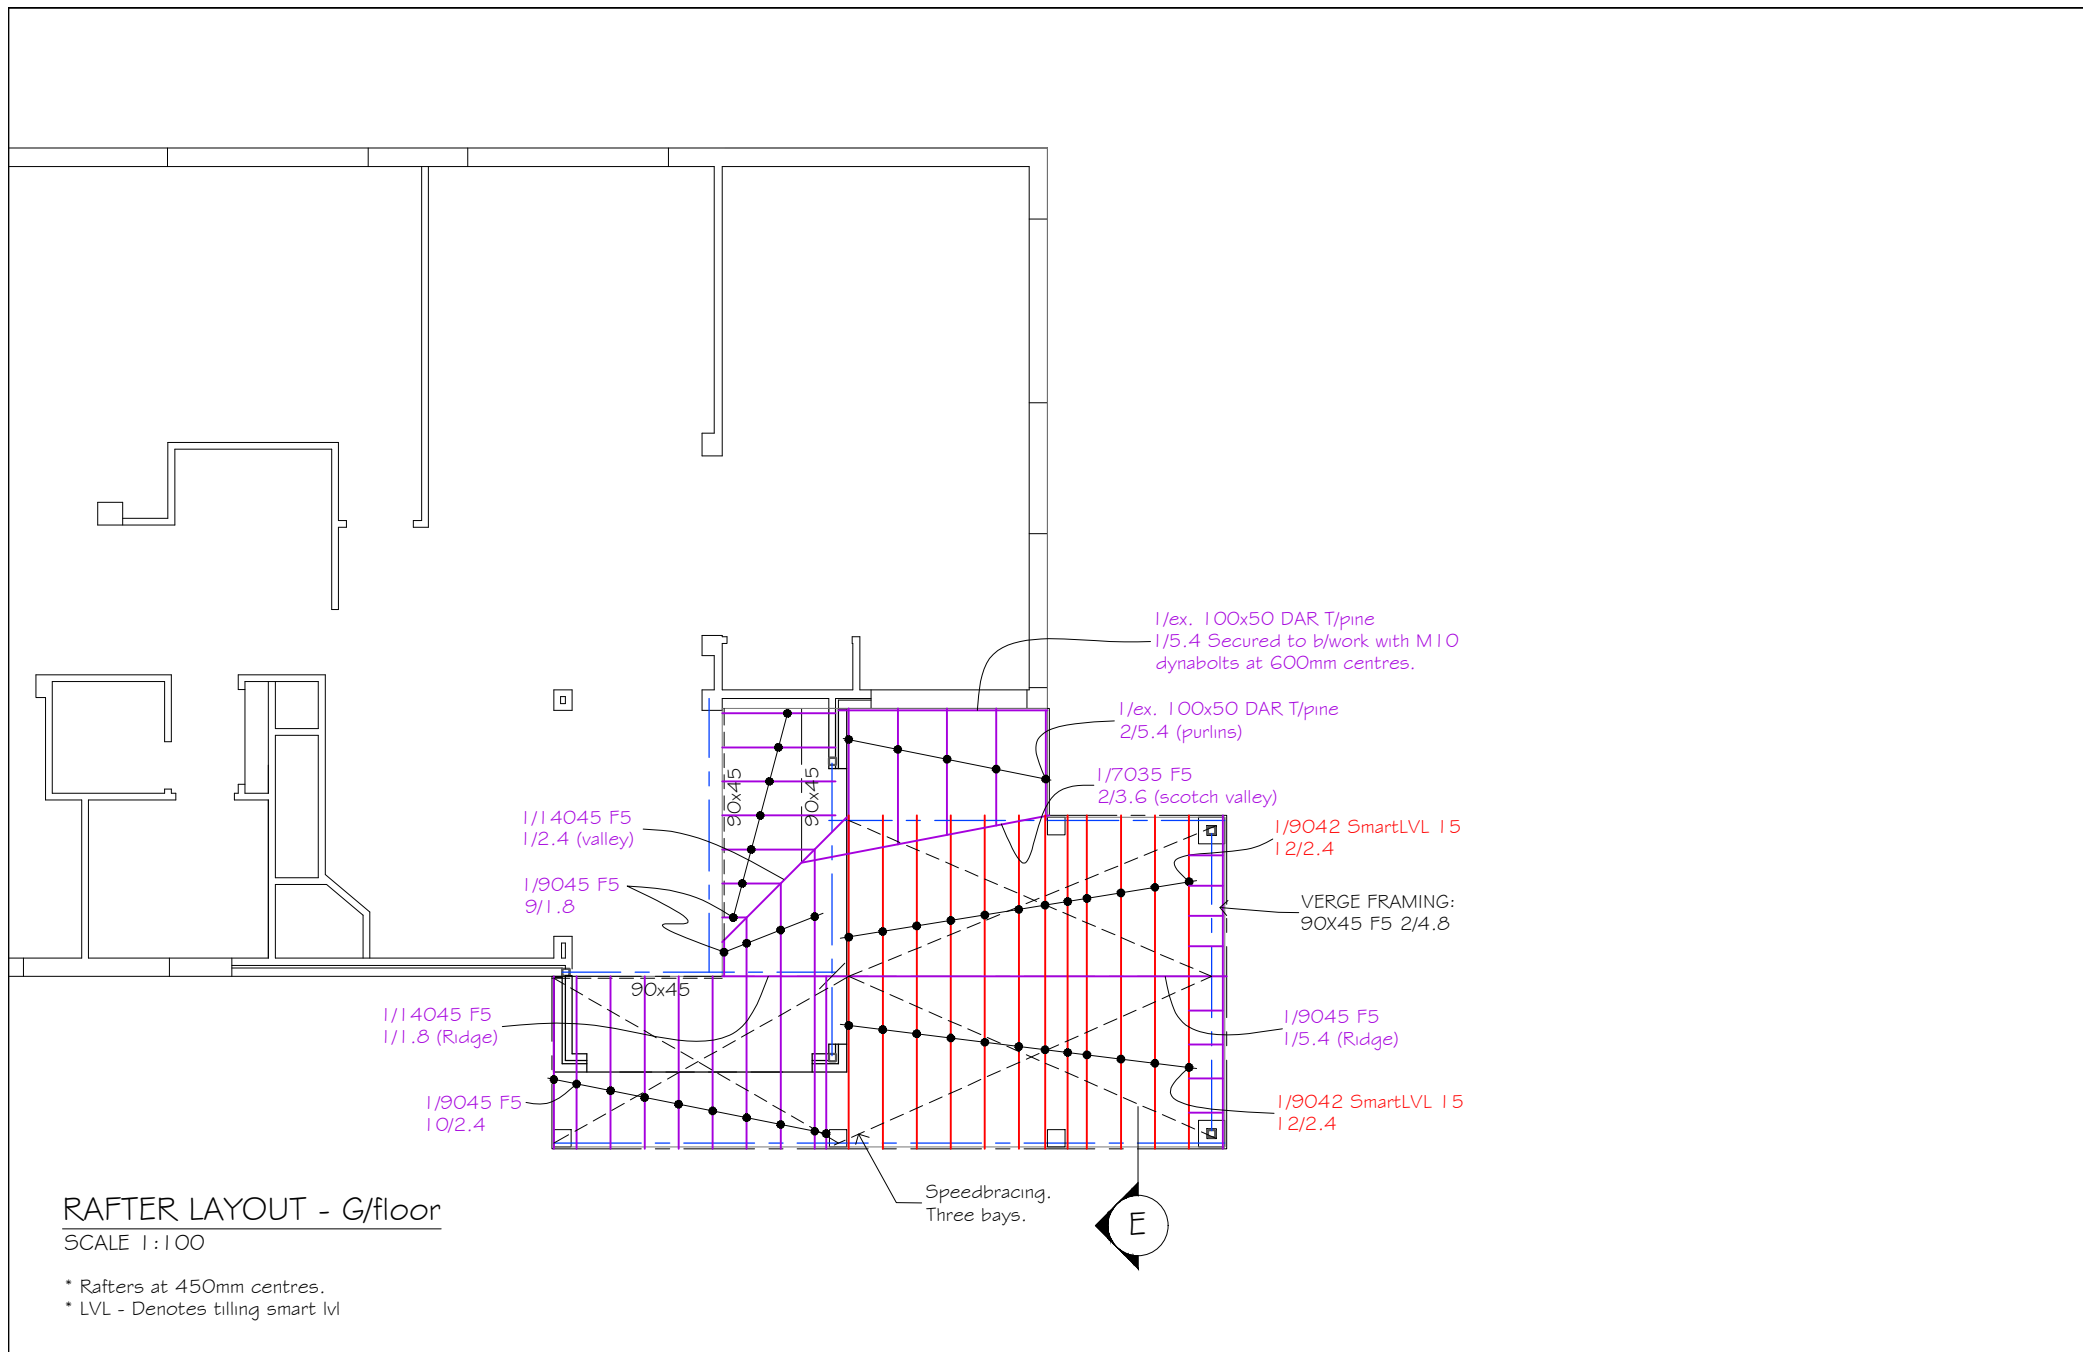 1/ex. 100x50 DAR T/pine
1/5.4 Secured to b/work with M10
dynabolts at 600mm centres.
1/ex. 100x50 DAR T/pine
2/5.4 (purlins)
1/7035 F5
2/3.6 (scotch valley)
90x45
90x45
1/14045 F5
1/2.4 (valley)
1/9042 SmartLVL 15
12/2.4
1/9045 F5
9/1.8
VERGE FRAMING:
90X45 F5 2/4.8
90x45
1/14045 F5
1/1.8 (Ridge)
1/9045 F5
1/5.4 (Ridge)
1/9045 F5
10/2.4
1/9042 SmartLVL 15
12/2.4
Speedbracing.
Three bays.
E
RAFTER LAYOUT - G/floor
SCALE 1:100
* Rafters at 450mm centres.
* LVL - Denotes tilling smart lvl